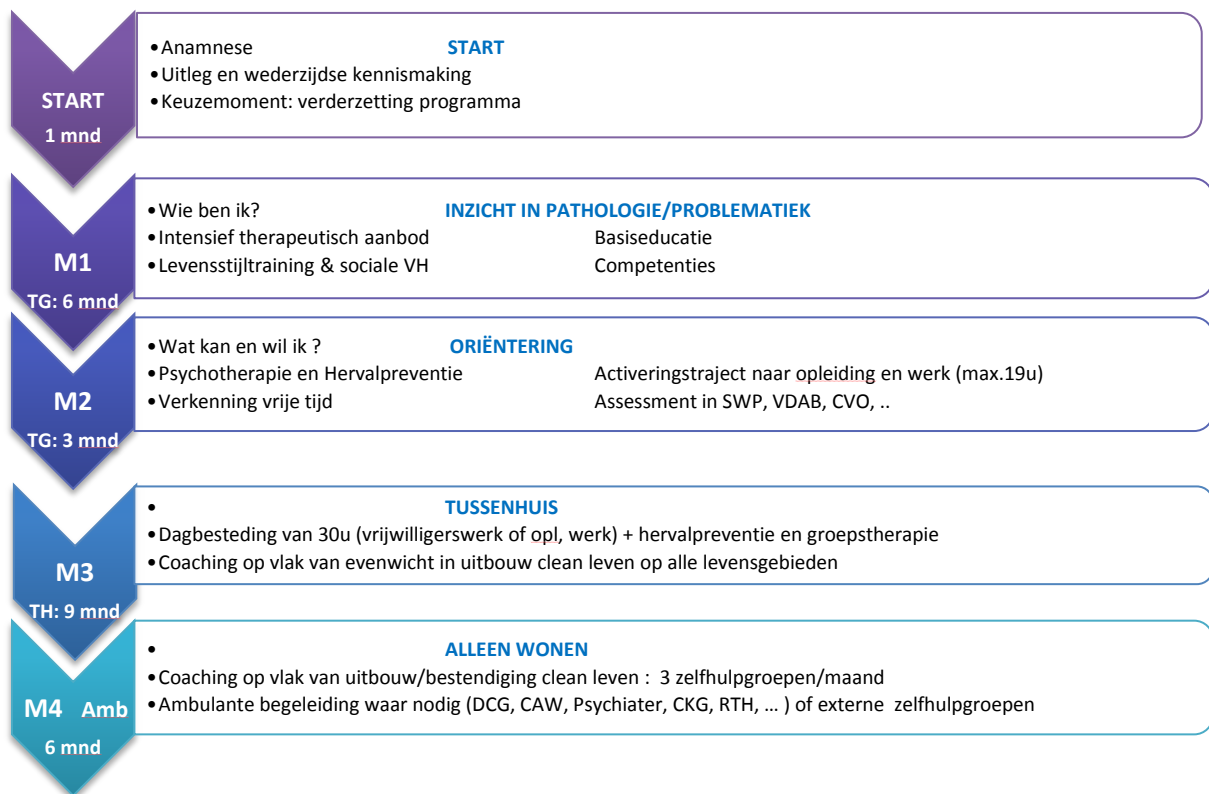 START
1 mnd
•Anamnese START
•Uitleg en wederzijdse kennismaking
•Keuzemoment: verderzetting programma
M1
TG: 6 mnd
•Wie ben ik? INZICHT IN PATHOLOGIE/PROBLEMATIEK
•Intensief therapeutisch aanbod Basiseducatie
•Levensstijltraining & sociale VH Competenties
M2
TG: 3 mnd
•Wat kan en wil ik ? ORIËNTERING
•Psychotherapie en Hervalpreventie Activeringstraject naar opleiding en werk (max.19u)
•Verkenning vrije tijd Assessment in SWP, VDAB, CVO, ..
M3
TH: 9 mnd
• TUSSENHUIS
•Dagbesteding van 30u (vrijwilligerswerk of opl, werk) + hervalpreventie en groepstherapie
•Coaching op vlak van evenwicht in uitbouw clean leven op alle levensgebieden
M4 Amb
6 mnd
• ALLEEN WONEN
•Coaching op vlak van uitbouw/bestendiging clean leven : 3 zelfhulpgroepen/maand
•Ambulante begeleiding waar nodig (DCG, CAW, Psychiater, CKG, RTH, ... ) of externe zelfhulpgroepen